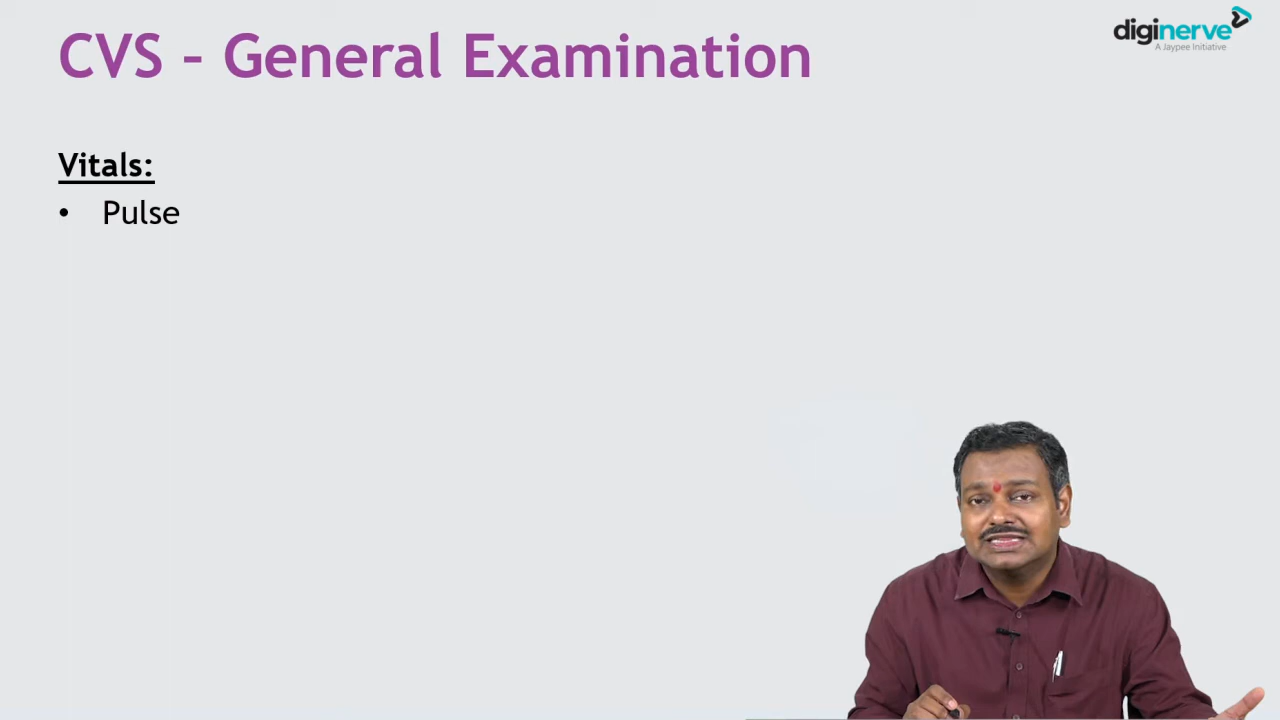 CVS - General Examination
diginerve
A Jaypee Initiative
Vitals:
• Pulse